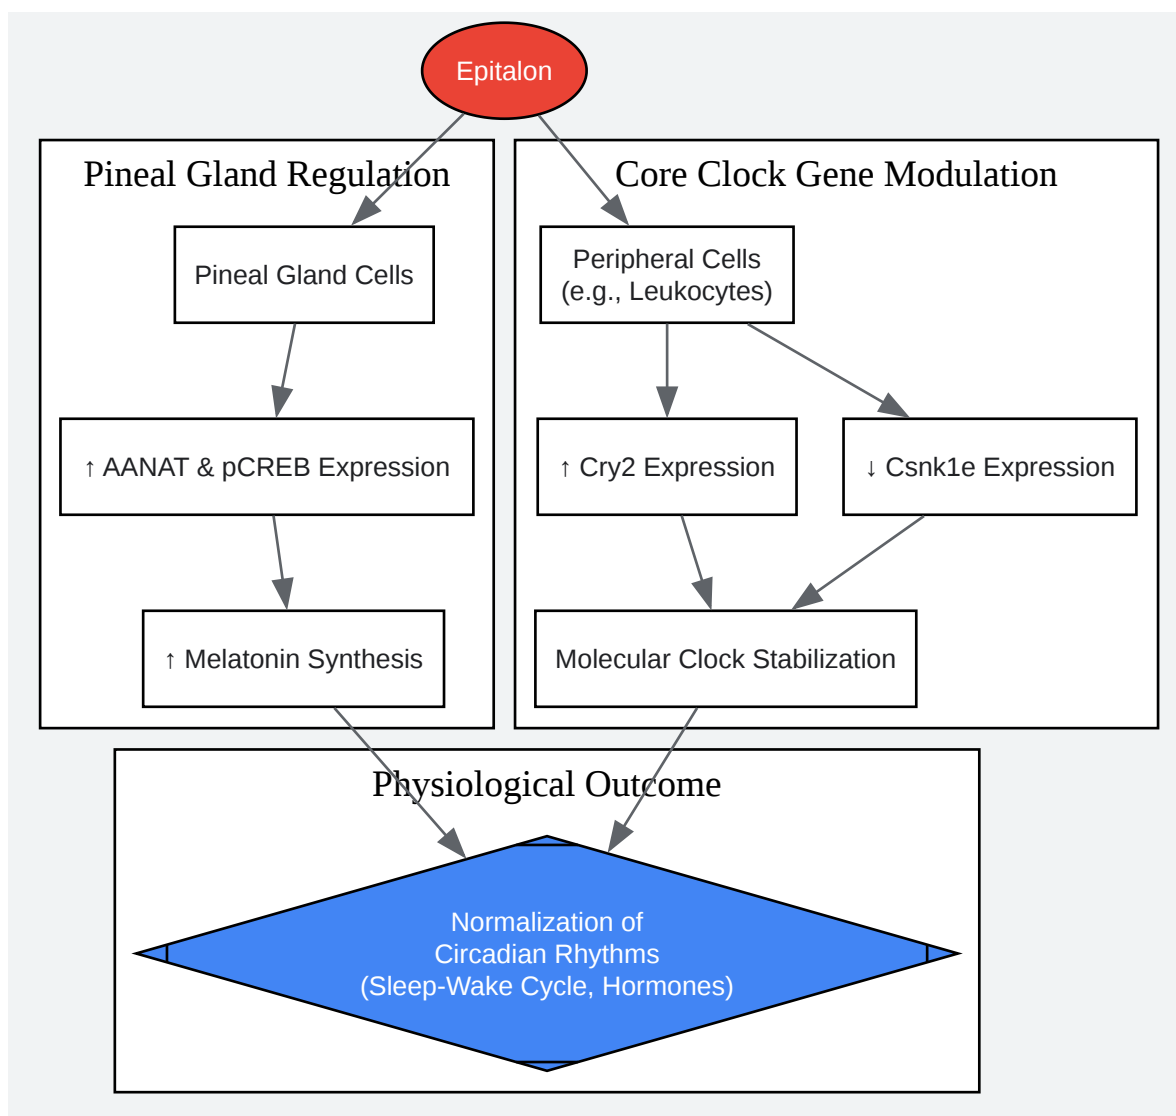 Epitalon
Pineal Gland Regulation
Core Clock Gene Modulation
Pineal Gland Cells
Peripheral Cells
(e.g., Leukocytes)
↑ AANAT & pCREB Expression
↑ Cry2 Expression
↓ Csnk1e Expression
↑ Melatonin Synthesis
Molecular Clock Stabilization
Physiological Outcome
Normalization of
Circadian Rhythms
(Sleep-Wake Cycle, Hormones)